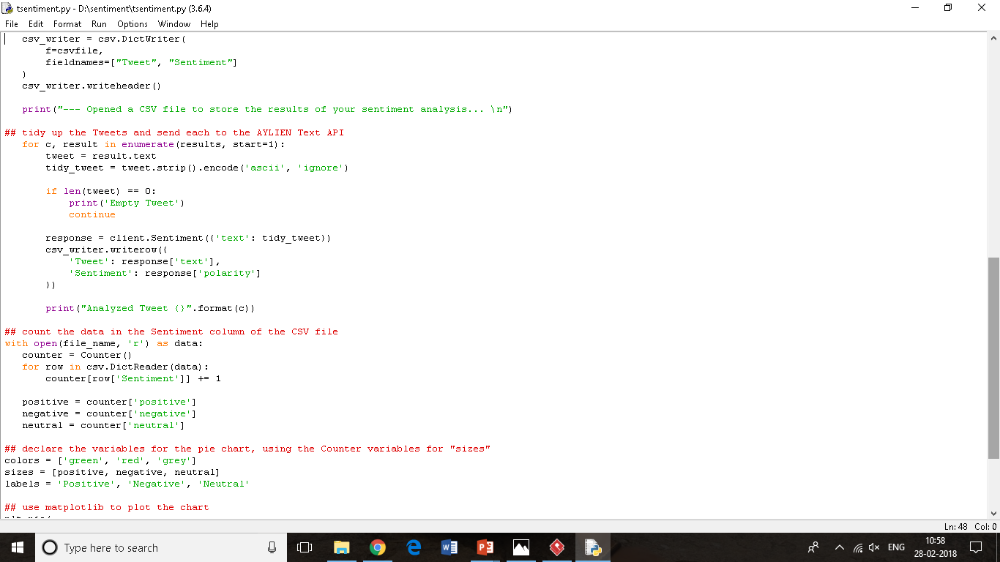 tsentiment.py - D:\sentiment\tsentiment.py (3.6.4)
File Edit Format Run Options Window Help
csv_writer = csv.DictWriter(
f=csvfile,
fieldnames=["Tweet", "Sentiment"]
)
csv_writer.writeheader()
print("--- Opened a CSV file to store the results of your sentiment analysis... \n")
## tidy up the Tweets and send each to the AYLIEN Text API
for c, result in enumerate(results, start=1):
tweet = result.text
tidy_tweet = tweet.strip().encode('ascii', 'ignore')
if len(tweet) == 0:
print('Empty Tweet')
continue
response = client.Sentiment({'text': tidy_tweet})
csv_writer.writerow({
'Tweet': response['text'],
'Sentiment': response['polarity']
})
print("Analyzed Tweet {}".format(c))
## count the data in the Sentiment column of the CSV file
with open(file_name, 'r') as data:
counter = Counter()
for row in csv.DictReader(data):
counter[row['Sentiment']] += 1
positive = counter['positive']
negative = counter['negative']
neutral = counter['neutral']
## declare the variables for the pie chart, using the Counter variables for "sizes"
colors = ['green', 'red', 'grey']
sizes = [positive, negative, neutral]
labels = 'Positive', 'Negative', 'Neutral'
## use matplotlib to plot the chart
Ln: 48 Col: 0
Type here to search
ENG
10:58
28-02-2018